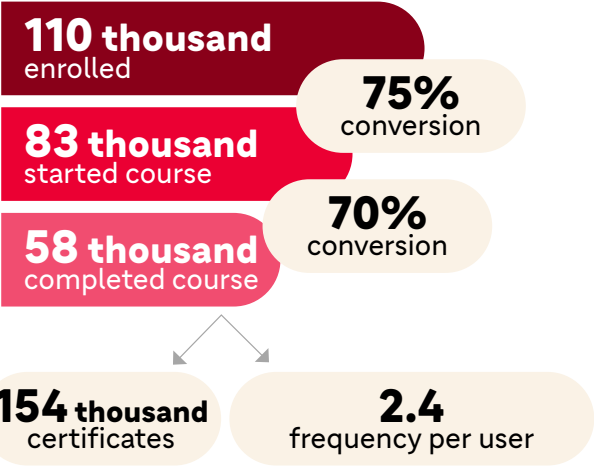 110 thousand
enrolled
75%
conversion
83 thousand
started course
70%
conversion
58 thousand
completed course
154 thousand
certificates
2.4
frequency per user